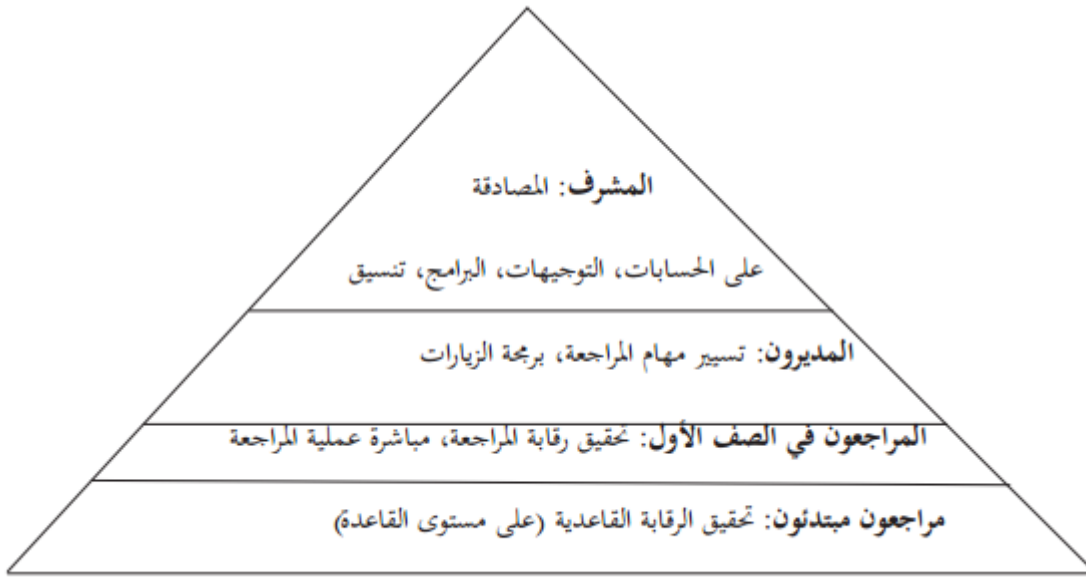 المشرف: المصادقة
على الحسابات، التوجيهات، البرامج، تنسيق
المديرون: تسيير مهام المراجعة، برمجة الزيارات
المراجعون في الصف الأول: تحقيق رقابة المراجعة، مباشرة عملية المراجعة
مراجعون مبتدئون: تحقيق الرقابة القاعدية (على مستوى القاعدة)